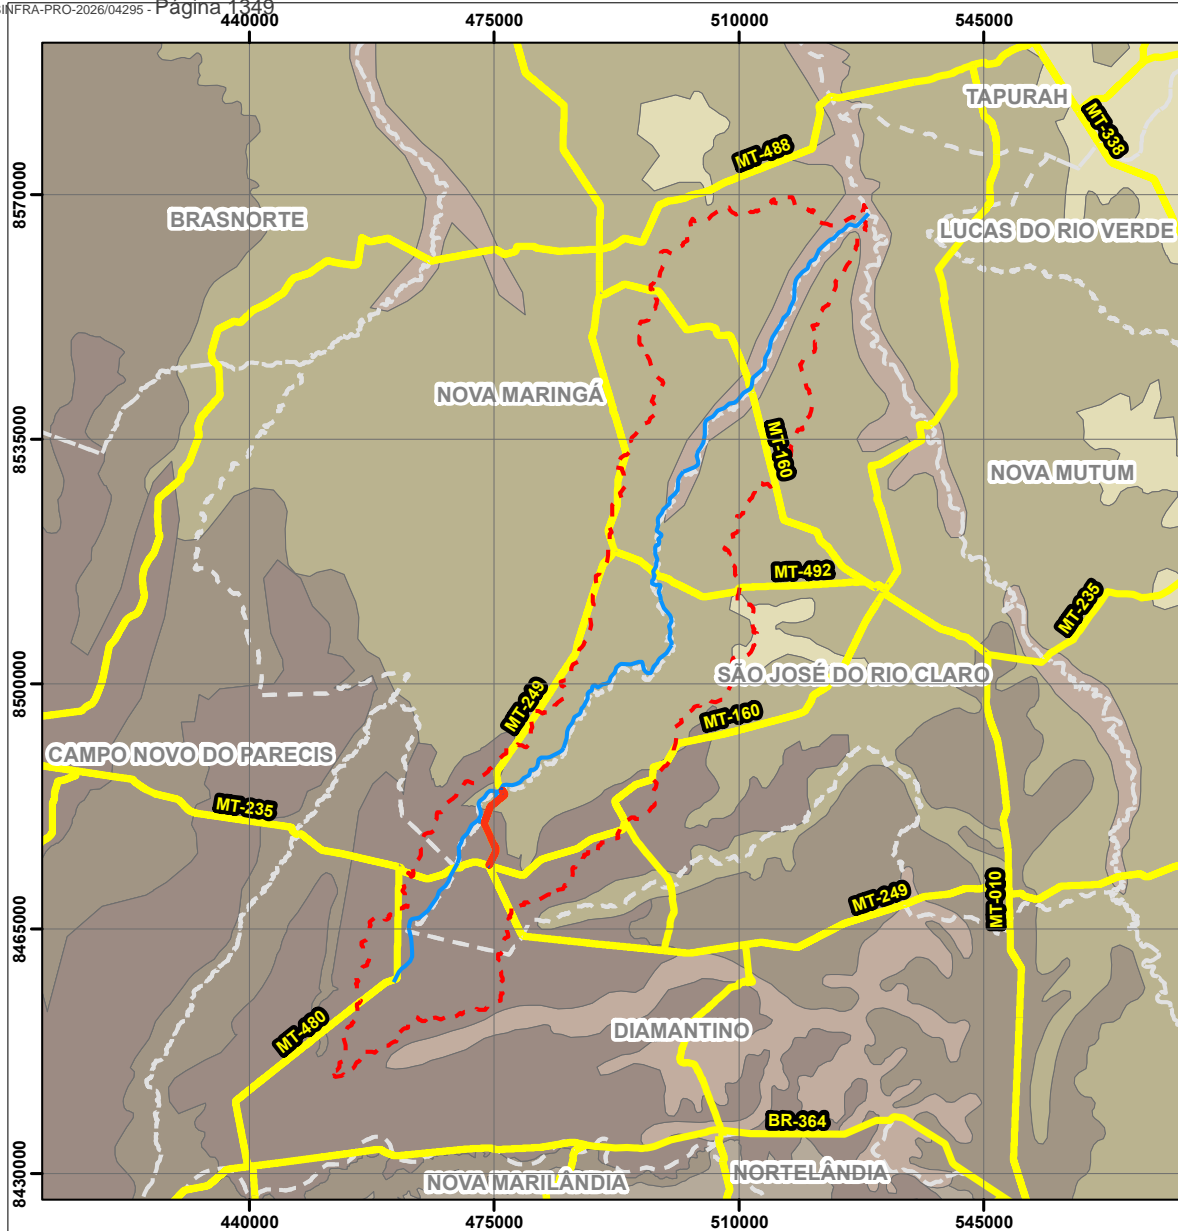 SINFRA-PRO-2026/04295 - Página 1349
440000 475000 510000 545000
TAPURAH
MT-338
MT-488
8570000
BRASNORTE
LUCAS DO RIO VERDE
NOVA MARINGÁ
8535000
MT-160
NOVA MUTUM
MT-492
MT-235
SÃO JOSÉ DO RIO CLARO
8500000
MT-249
MT-160
CAMPO NOVO DO PARECIS
MT-235
MT-249
MT-010
8465000
MT-480
DIAMANTINO
BR-364
8430000
NOVA MARILÂNDIA
NORTELÂNDIA
440000 475000 510000 545000